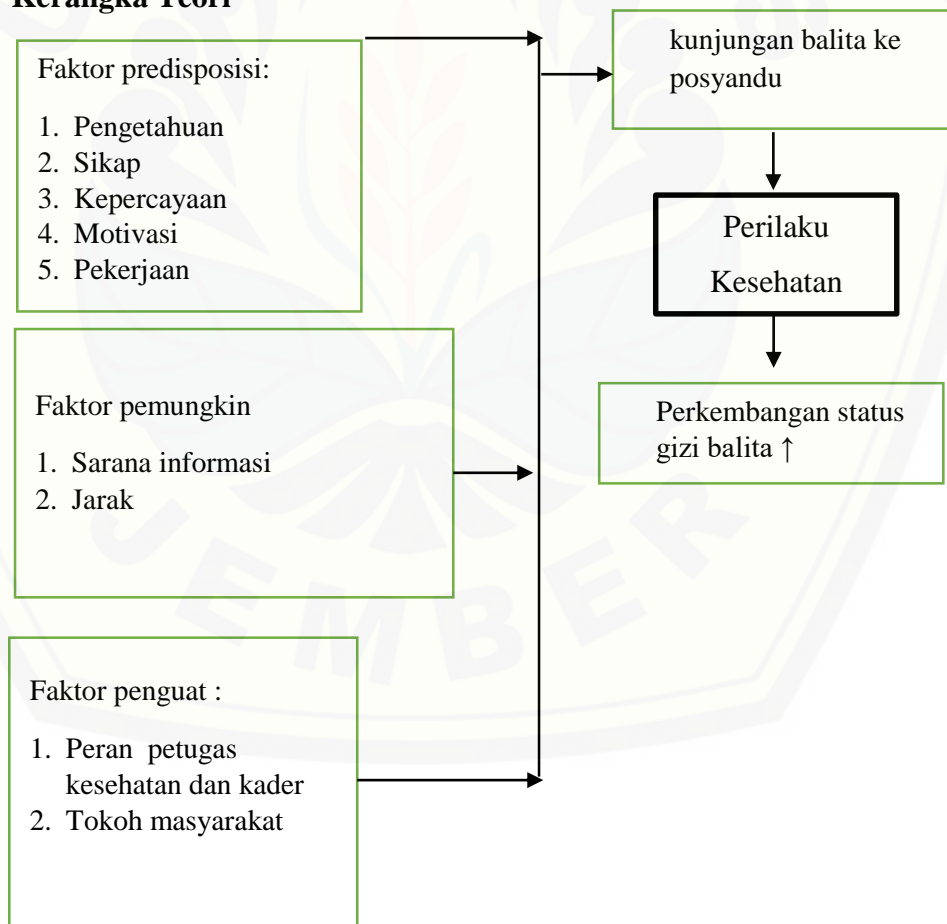 Kerangka Teori
Faktor predisposisi:
1. Pengetahuan
2. Sikap
3. Kepercayaan
4. Motivasi
5. Pekerjaan
Faktor pemungkin
1. Sarana informasi
2. Jarak
Faktor penguat :
1. Peran petugas
kesehatan dan kader
2. Tokoh masyarakat
kunjungan balita ke
posyandu
Perilaku
Kesehatan
Perkembangan status
gizi balita ↑
JEMBER